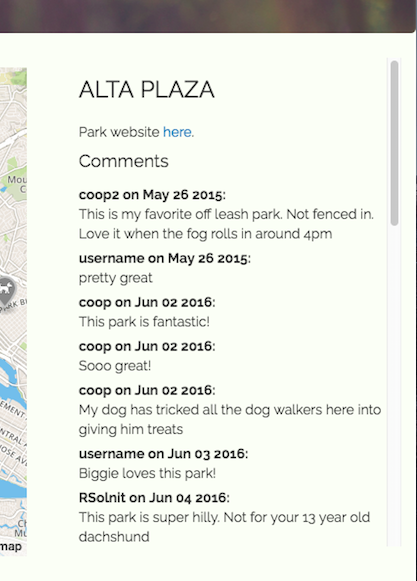 ALTA PLAZA
Park website here.
Comments
coop2 on May 26 2015:
This is my favorite off leash park. Not fenced in.
Love it when the fog rolls in around 4pm
username on May 26 2015:
pretty great
coop on Jun 02 2016:
This park is fantastic!
coop on Jun 02 2016:
Sooo great!
coop on Jun 02 2016:
My dog has tricked all the dog walkers here into
giving him treats
username on Jun 03 2016:
Biggie loves this park!
RSolnit on Jun 04 2016:
This park is super hilly. Not for your 13 year old
dachshund
map